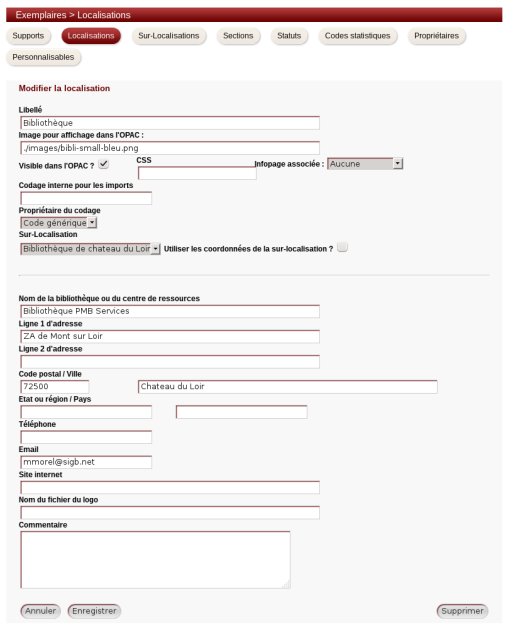 Exemplaires > Localisations
Supports Localisations Sur-Localisations Sections Statuts Codes statistiques Propriétaires
Personnalisables
Modifier la localisation
Libellé
Bibliothèque
Image pour affichage dans l'OPAC :
./images/bibli-small-bleu.png
Visible dans l'OPAC ? CSS Infopage associée : Aucune
Codage interne pour les imports
Propriétaire du codage
Code générique
Sur-Localisation
Bibliothèque de chateau du Loir Utiliser les coordonnées de la sur-localisation ?
Nom de la bibliothèque ou du centre de ressources
Bibliothèque PMB Services
Ligne 1 d'adresse
ZA de Mont sur Loir
Ligne 2 d'adresse
Code postal / Ville
72500 Chateau du Loir
Etat ou région / Pays
Téléphone
Email
mmorel@sigb.net
Site internet
Nom du fichier du logo
Commentaire
Annuler Enregistrer Supprimer